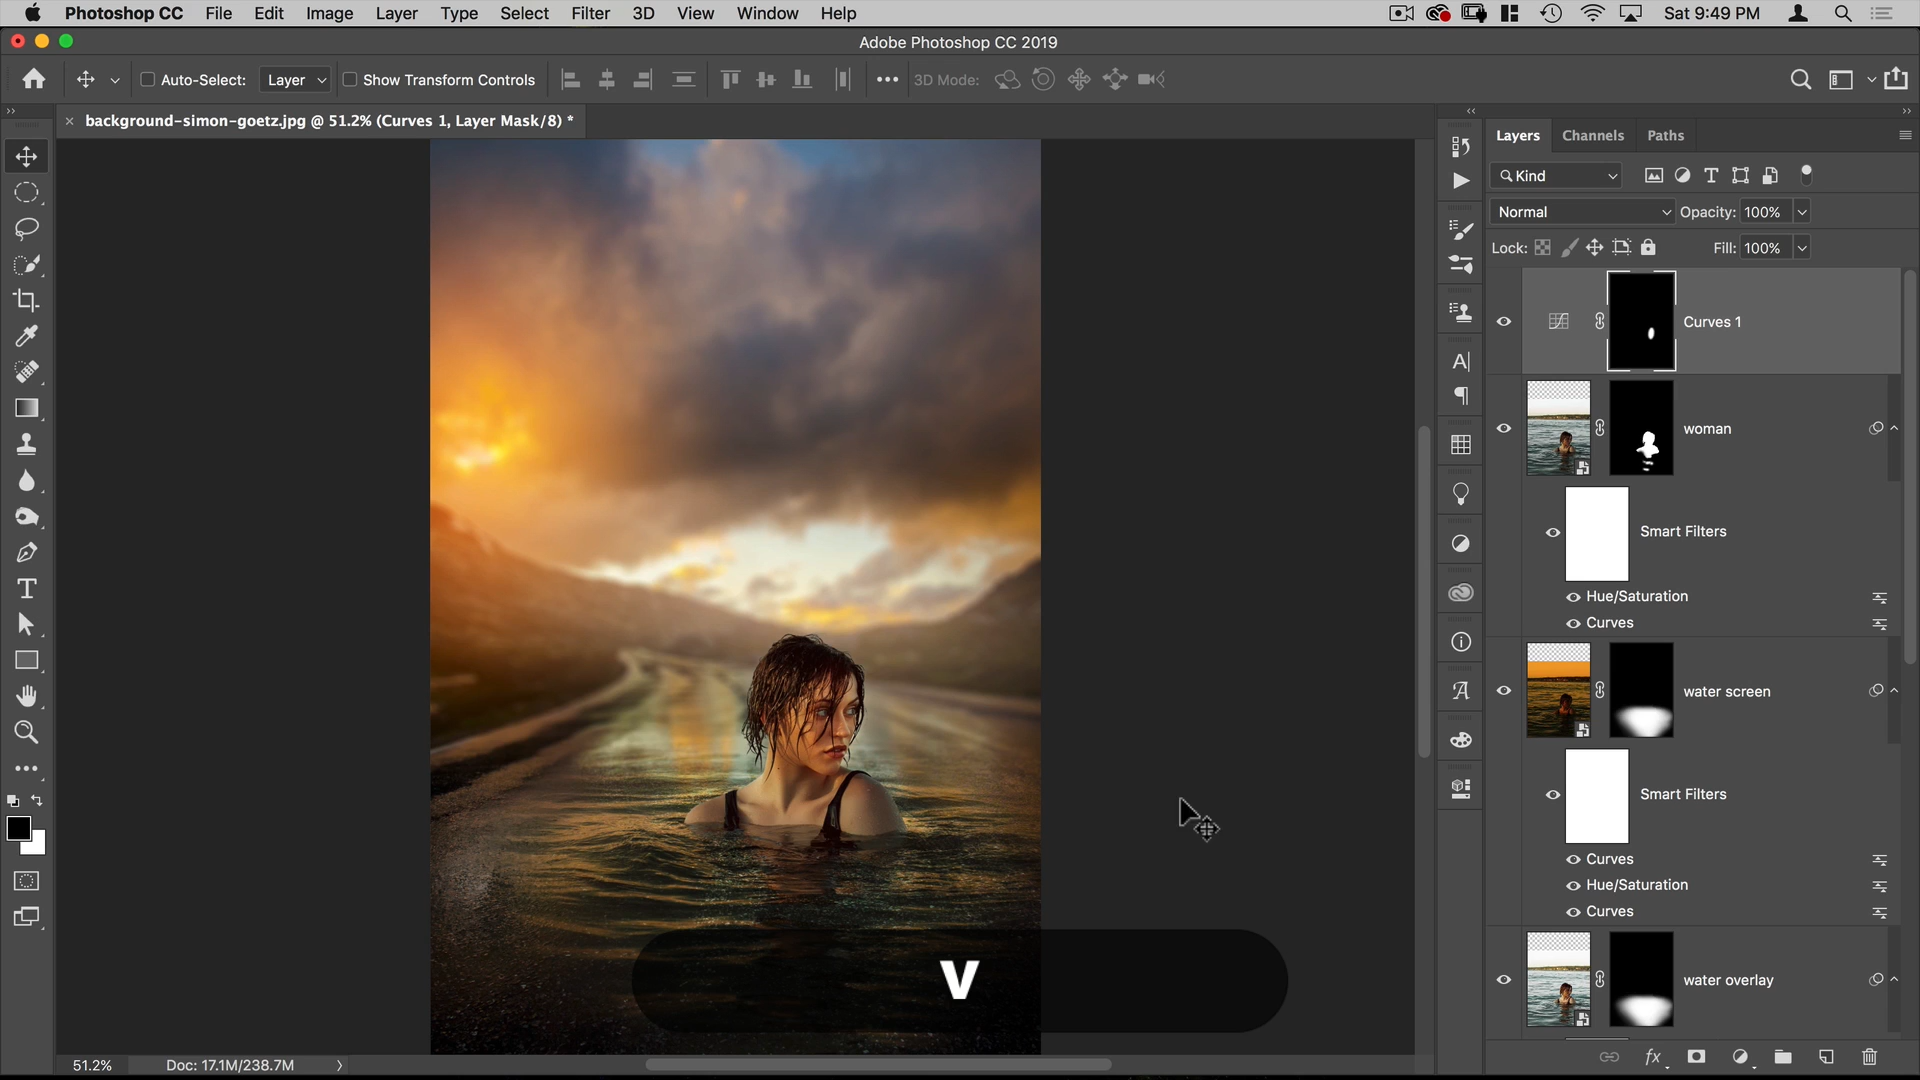 Photoshop CC File Edit Image Layer Type Select Filter 3D View Window Help Sat 9:49 PM
Adobe Photoshop CC 2019
Auto-Select: Layer Show Transform Controls 3D Mode:
background-simon-goetz.jpg @ 51.2% (Curves 1, Layer Mask/8) *
Layers Channels Paths
Kind
Normal Opacity: 100%
Lock: Fill: 100%
Curves 1
woman
Smart Filters
Hue/Saturation
Curves
water screen
Smart Filters
Curves
Hue/Saturation
Curves
water overlay
V
51.2% Doc: 17.1M/238.7M